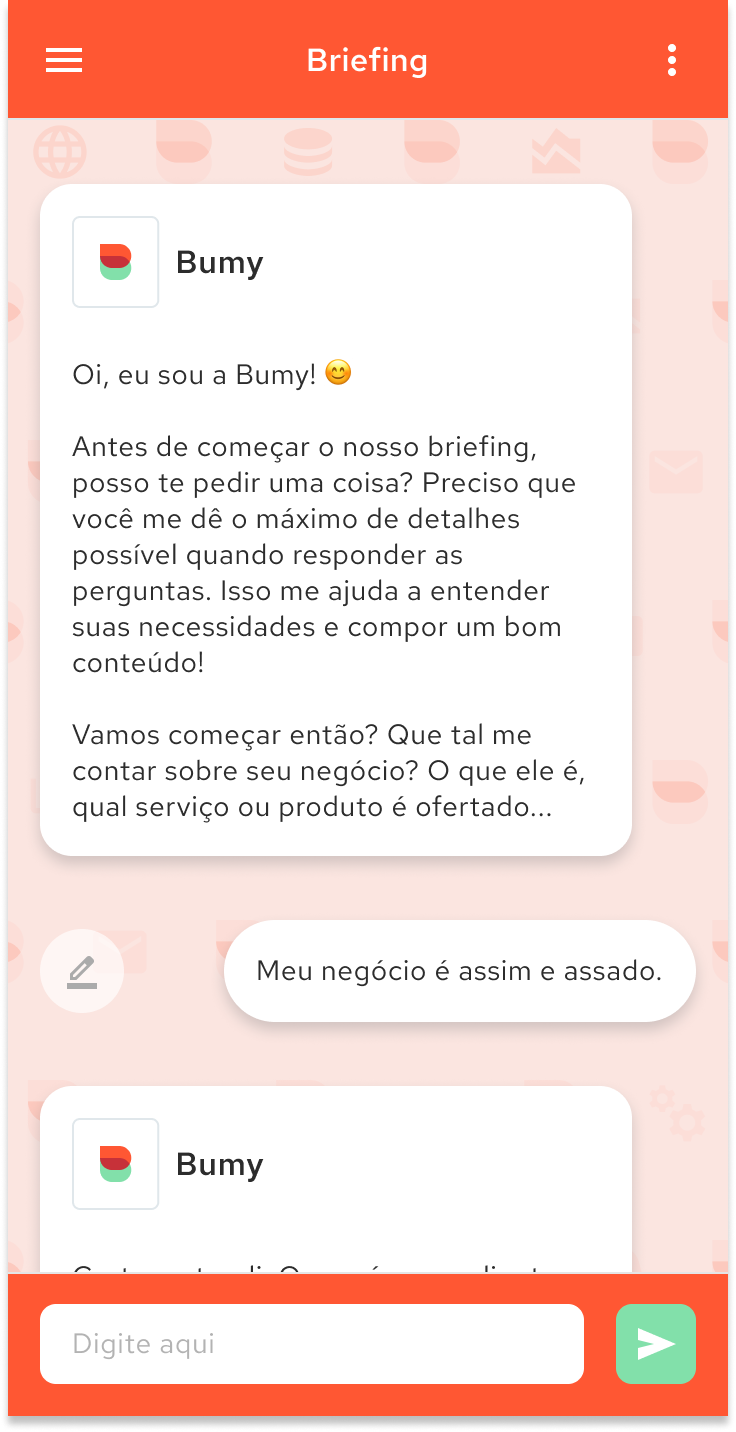 Briefing
Bumy
Oi, eu sou a Bumy! 😊
Antes de começar o nosso briefing,
posso te pedir uma coisa? Preciso que
você me dê o máximo de detalhes
possível quando responder as
perguntas. Isso me ajuda a entender
suas necessidades e compor um bom
conteúdo!
Vamos começar então? Que tal me
contar sobre seu negócio? O que ele é,
qual serviço ou produto é ofertado...
Meu negócio é assim e assado.
Bumy
Digite aqui